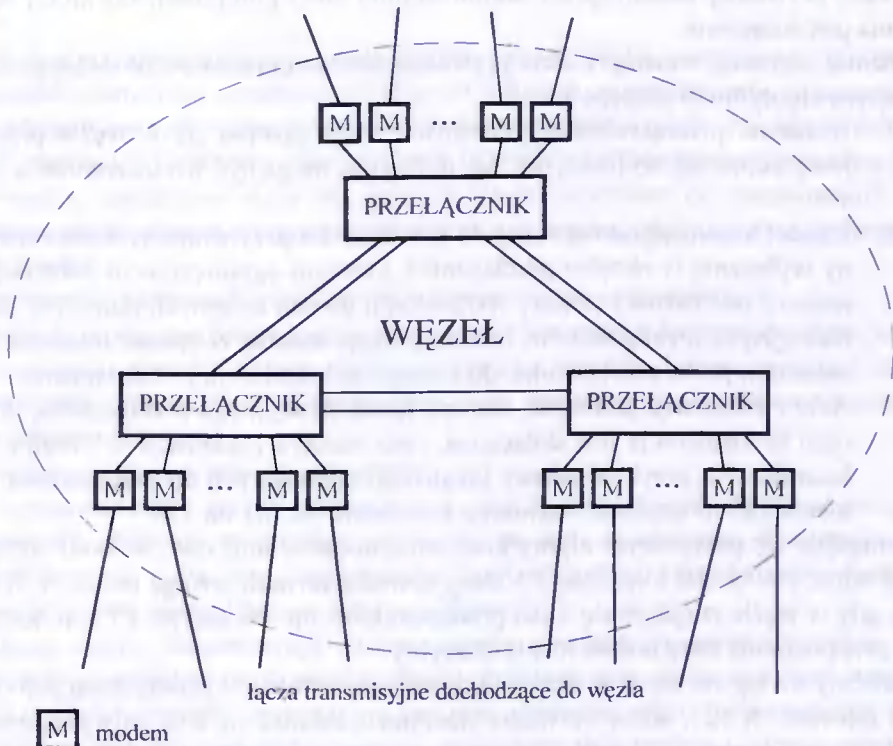 M M ... M M
PRZEŁĄCZNIK
WĘZEŁ
PRZEŁĄCZNIK PRZEŁĄCZNIK
M M ... M M M M ... M M
łącza transmisyjne dochodzące do węzła
M modem